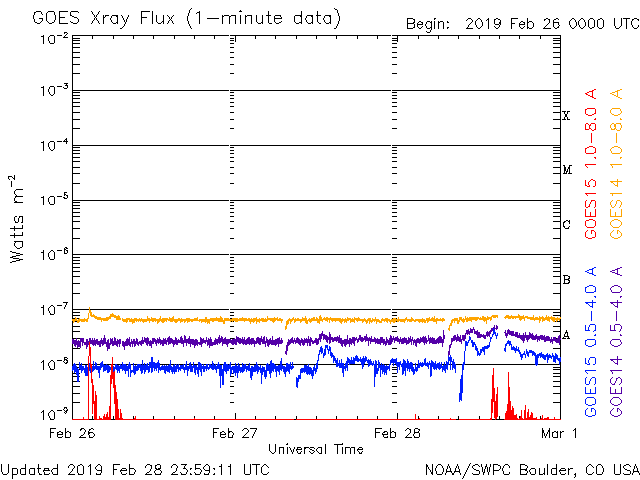 GOES Xray Flux (1-minute data)
Begin: 2019 Feb 26 0000 UTC
10-2
10-3
10-4
10-5
10-6
10-7
10-8
10-9
Watts m-2
X
M
C
B
A
GOES15 1.0-8.0 A
GOES14 1.0-8.0 A
GOES15 0.5-4.0 A
GOES14 0.5-4.0 A
Feb 26
Feb 27
Feb 28
Mar 1
Universal Time
Updated 2019 Feb 28 23:59:11 UTC
NOAA/SWPC Boulder, CO USA